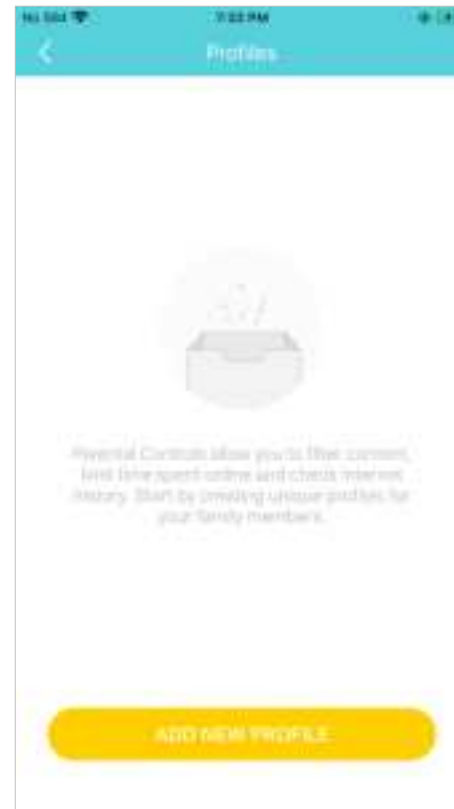 No SIM 7:33 PM
Profiles
Parental Controls allow you to filter content,
limit time spent online and check internet
history. Start by creating unique profiles for
your family members.
ADD NEW PROFILE